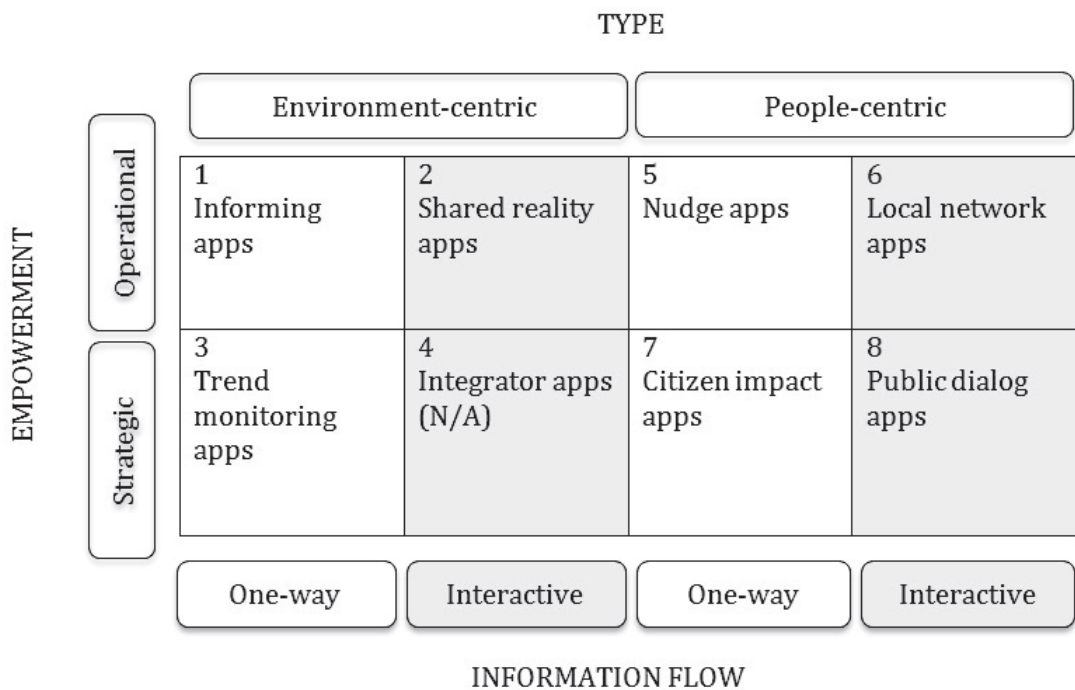 TYPE
Environment-centric
People-centric
EMPOWERMENT
Operational
1
Informing
apps
2
Shared reality
apps
5
Nudge apps
6
Local network
apps
Strategic
3
Trend
monitoring
apps
4
Integrator apps
(N/A)
7
Citizen impact
apps
8
Public dialog
apps
One-way
Interactive
One-way
Interactive
INFORMATION FLOW